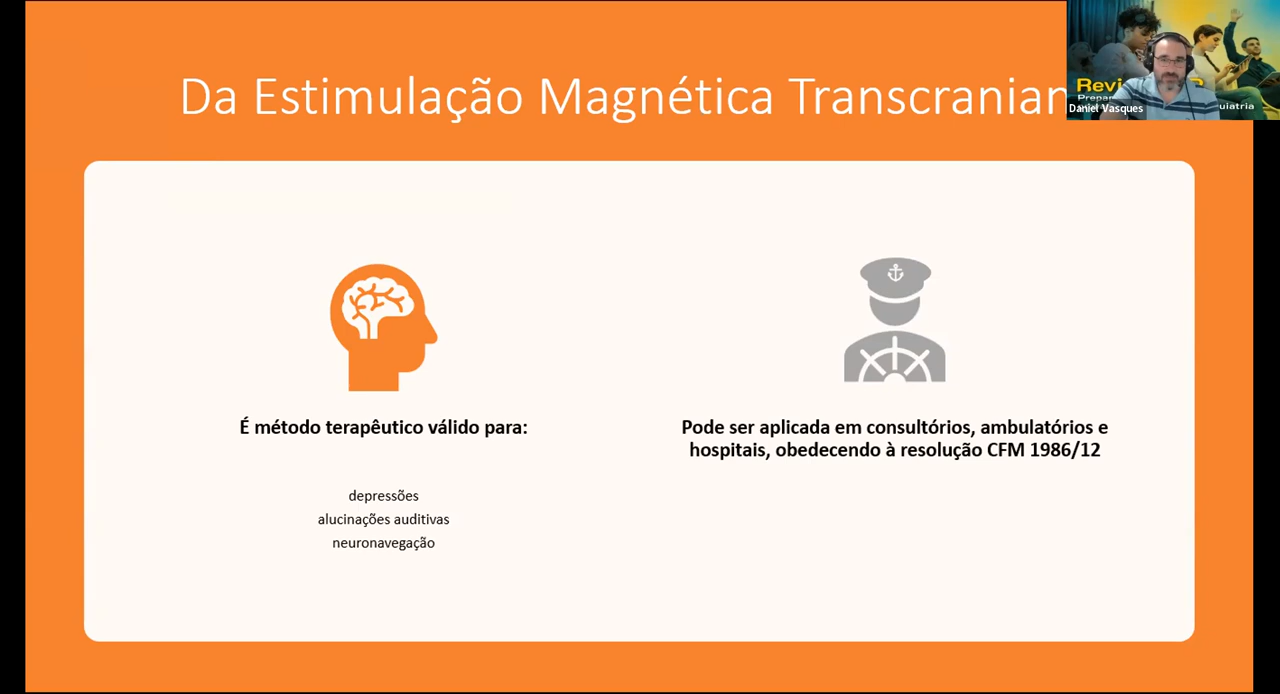 Da Estimulação Magnética Transcranian
Daniel Vasques
É método terapêutico válido para:
depressões
alucinações auditivas
neuronavegação
Pode ser aplicada em consultórios, ambulatórios e
hospitais, obedecendo à resolução CFM 1986/12